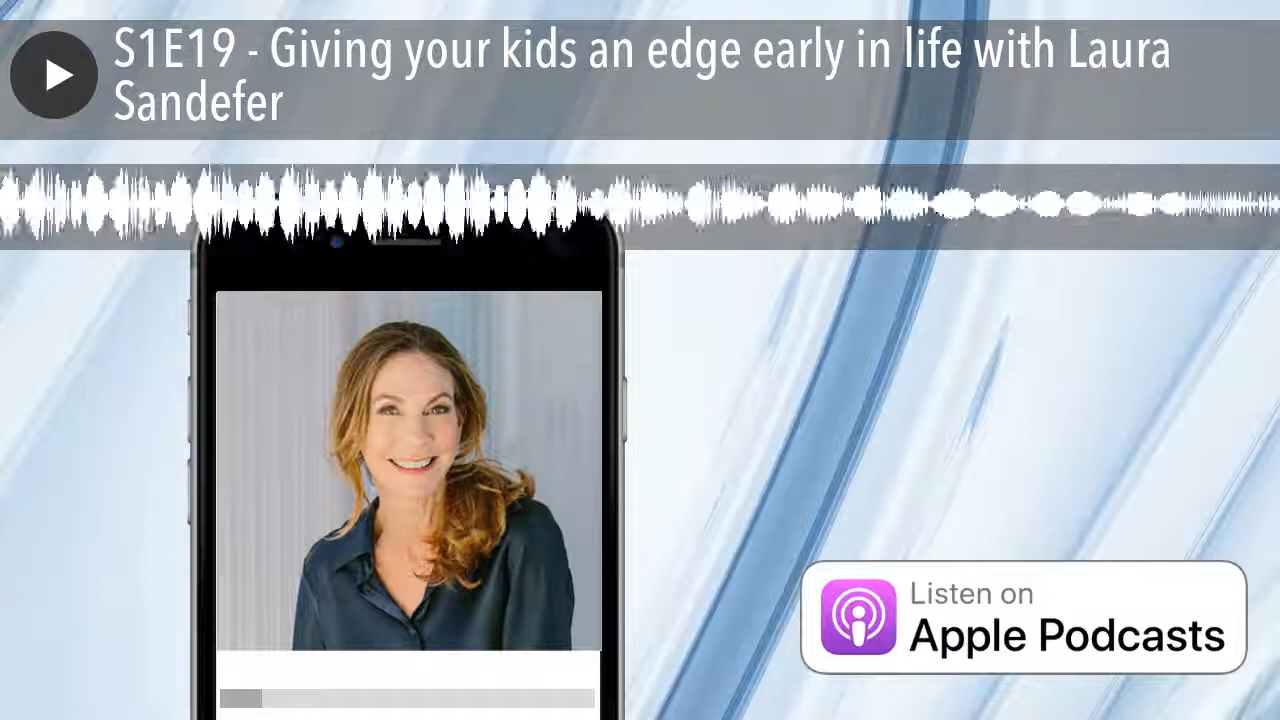 S1E19 - Giving your kids an edge early in life with Laura
Sandefer
Listen on
Apple Podcasts